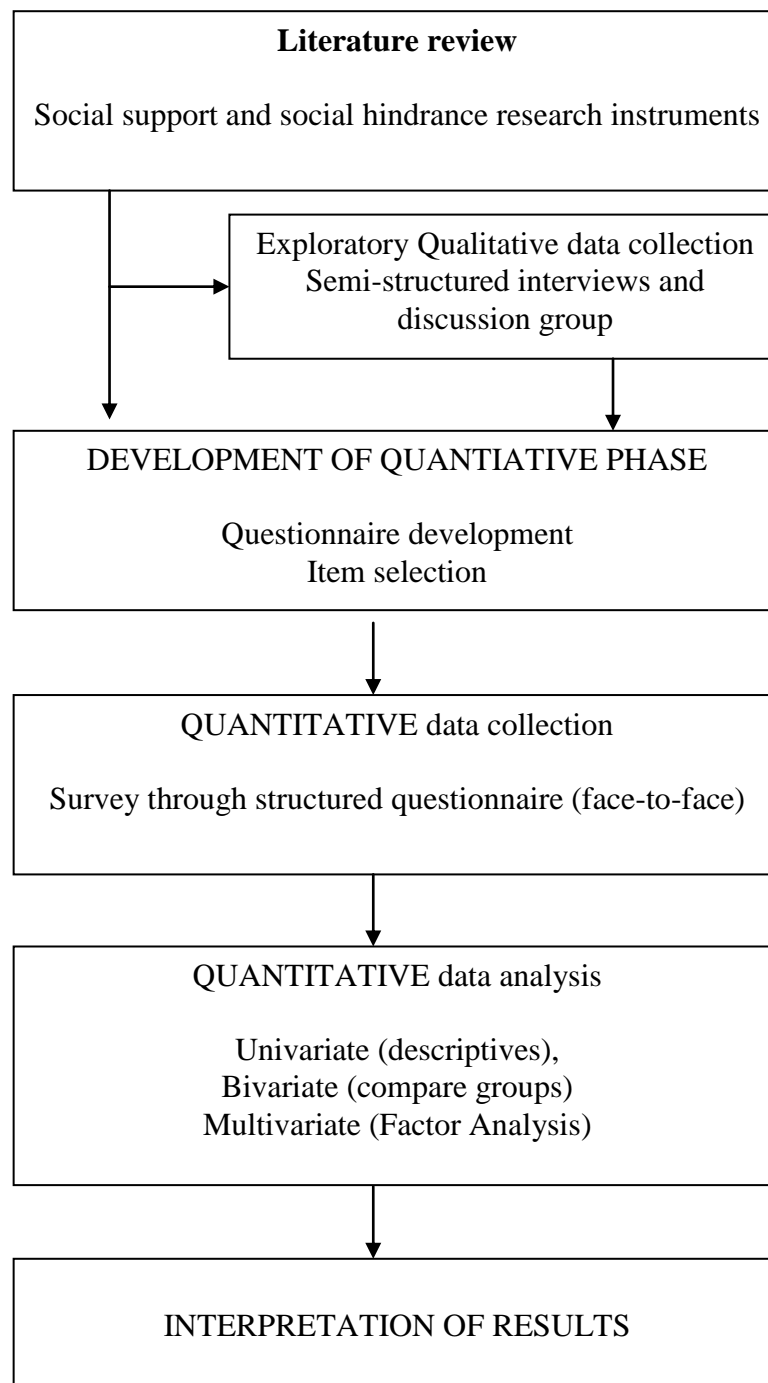 Literature review
Social support and social hindrance research instruments
Exploratory Qualitative data collection
Semi-structured interviews and
discussion group
DEVELOPMENT OF QUANTIATIVE PHASE
Questionnaire development
Item selection
QUANTITATIVE data collection
Survey through structured questionnaire (face-to-face)
QUANTITATIVE data analysis
Univariate (descriptives),
Bivariate (compare groups)
Multivariate (Factor Analysis)
INTERPRETATION OF RESULTS